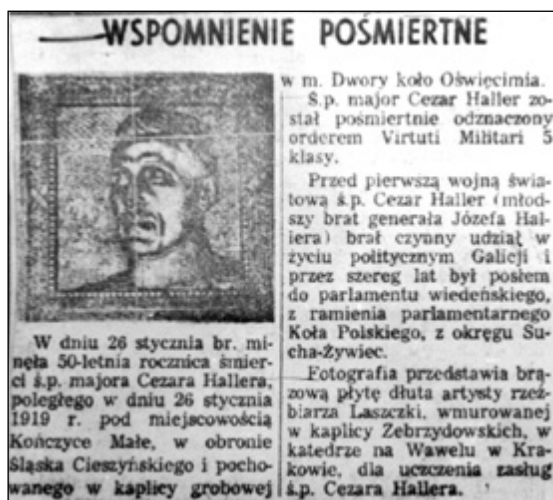 WSPOMNIENIE POŚMIERTNE
W dniu 26 stycznia br. mi-
nęła 50-letnia rocznica śmier-
ci ś.p. majora Cezara Hallera,
poległego w dniu 26 stycznia
1919 r. pod miejscowością
Kończyce Małe, w obronie
Śląska Cieszyńskiego i pocho-
wanego w kaplicy grobowej
w m. Dwory koło Oświęcimia.
Ś.p. major Cezar Haller zo-
stał pośmiertnie odznaczony
orderem Virtuti Militari 5
klasy.
Przed pierwszą wojną świa-
tową ś.p. Cezar Haller (młod-
szy brat generała Józefa Hal-
lera) brał czynny udział w
życiu politycznym Galicji i
przez szereg lat był posłem
do parlamentu wiedeńskiego,
z ramienia parlamentarnego
Koła Polskiego, z okręgu Su-
cha-Żywiec.
Fotografia przedstawia brą-
zową płytę dłuta artysty rzeź-
biarza Laszczki, wmurowanej
w kaplicy Zebrzydowskich, w
katedrze na Wawelu w Kra-
kowie, dla uczczenia zasług
ś.p. Cezara Hallera.